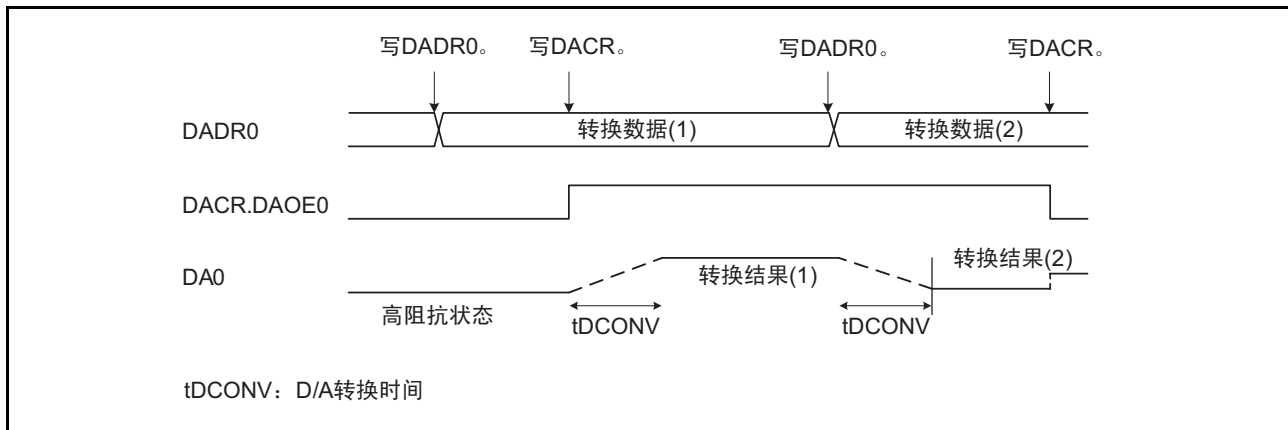 写DADR0。 写DACR。 写DADR0。 写DACR。
DADR0 转换数据(1) 转换数据(2)
DACR.DAOE0
DA0 转换结果(1) 转换结果(2)
高阻抗状态 tDCONV tDCONV
tDCONV：D/A转换时间